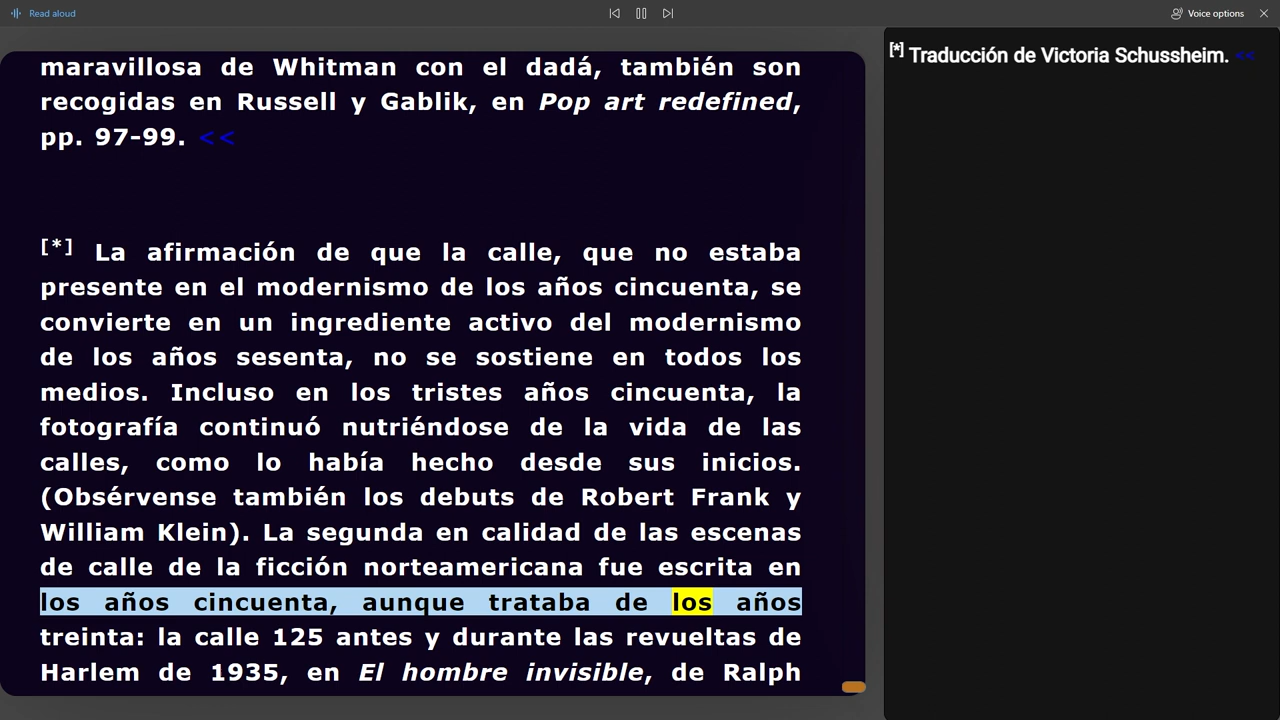 Read aloud
Voice options
maravillosa de Whitman con el dadá, también son
recogidas en Russell y Gablik, en Pop art redefined,
pp. 97-99. <<
[*] La afirmación de que la calle, que no estaba
presente en el modernismo de los años cincuenta, se
convierte en un ingrediente activo del modernismo
de los años sesenta, no se sostiene en todos los
medios. Incluso en los tristes años cincuenta, la
fotografía continuó nutriéndose de la vida de las
calles, como lo había hecho desde sus inicios.
(Obsérvense también los debuts de Robert Frank y
William Klein). La segunda en calidad de las escenas
de calle de la ficción norteamericana fue escrita en
los años cincuenta, aunque trataba de los años
treinta: la calle 125 antes y durante las revueltas de
Harlem de 1935, en El hombre invisible, de Ralph
[*] Traducción de Victoria Schussheim. <<